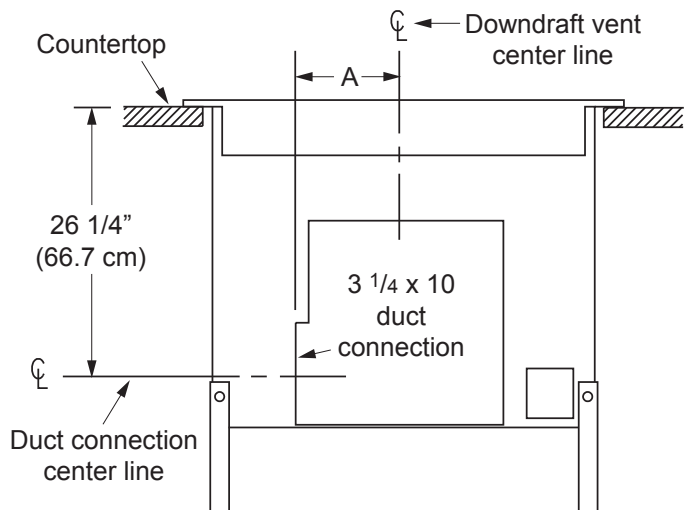 ℄
Downdraft vent
center line
Countertop
A
26 1/4”
(66.7 cm)
3 1/4 x 10
duct
connection
℄
Duct connection
center line